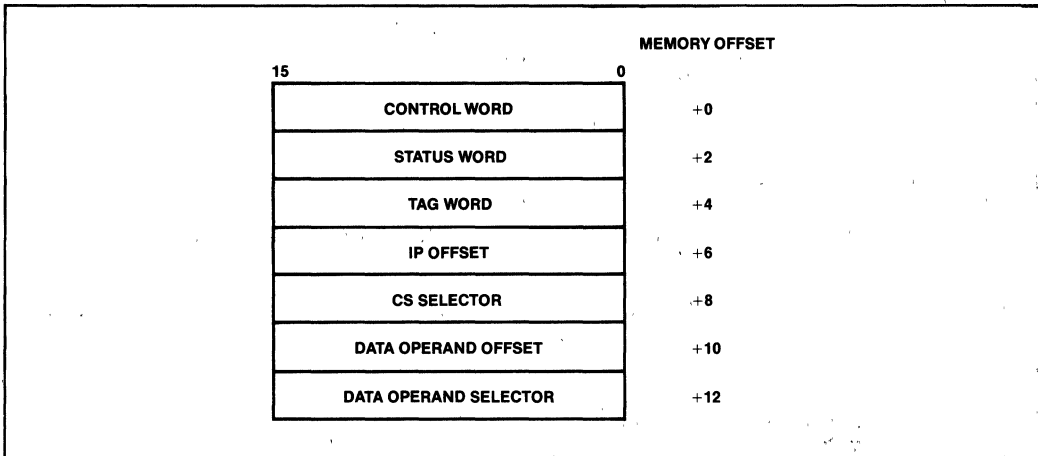 MEMORY OFFSET
15 0
CONTROL WORD +0
STATUS WORD +2
TAG WORD +4
IP OFFSET +6
CS SELECTOR +8
DATA OPERAND OFFSET +10
DATA OPERAND SELECTOR +12